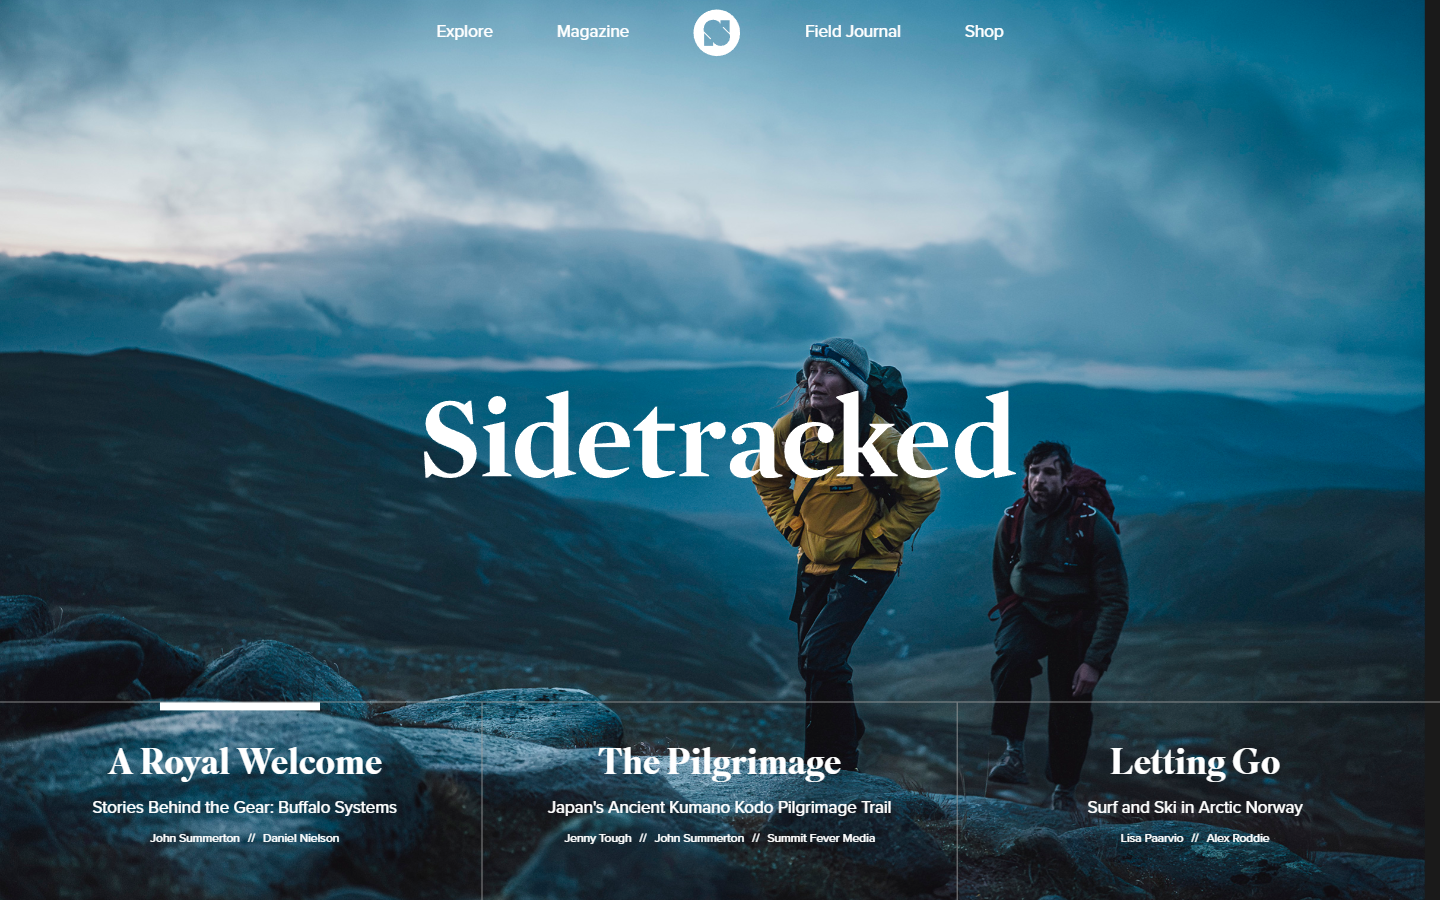 Explore
Magazine
Field Journal
Shop
Sidetracked
A Royal Welcome
Stories Behind the Gear: Buffalo Systems
John Summerton // Daniel Nielson
The Pilgrimage
Japan's Ancient Kumano Kodo Pilgrimage Trail
Jenny Tough // John Summerton // Summit Fever Media
Letting Go
Surf and Ski in Arctic Norway
Lisa Paarvio // Alex Roddie